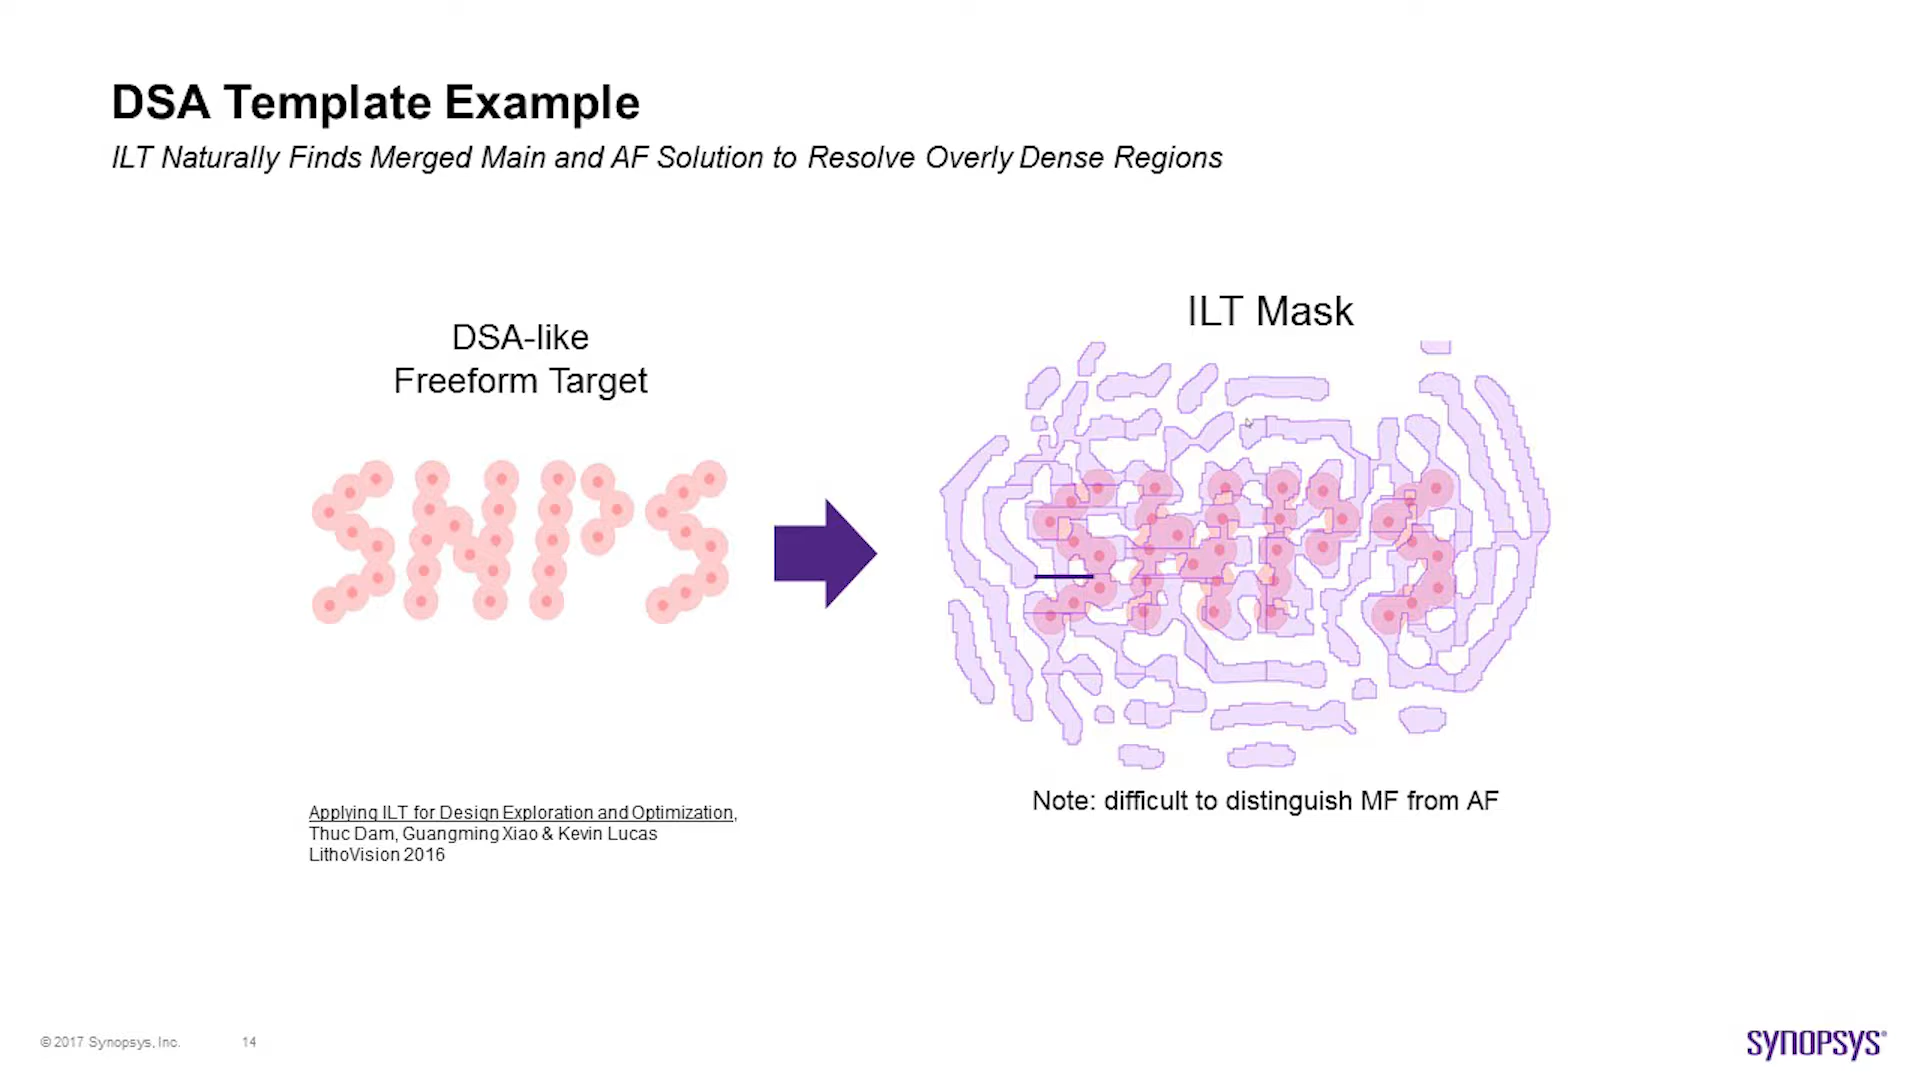 DSA Template Example
ILT Naturally Finds Merged Main and AF Solution to Resolve Overly Dense Regions
DSA-like
Freeform Target
ILT Mask
SNPS
SNPS
Note: difficult to distinguish MF from AF
Applying ILT for Design Exploration and Optimization,
Thuc Dam, Guangming Xiao & Kevin Lucas
LithoVision 2016
© 2017 Synopsys, Inc.
14
SYNOPSYS®